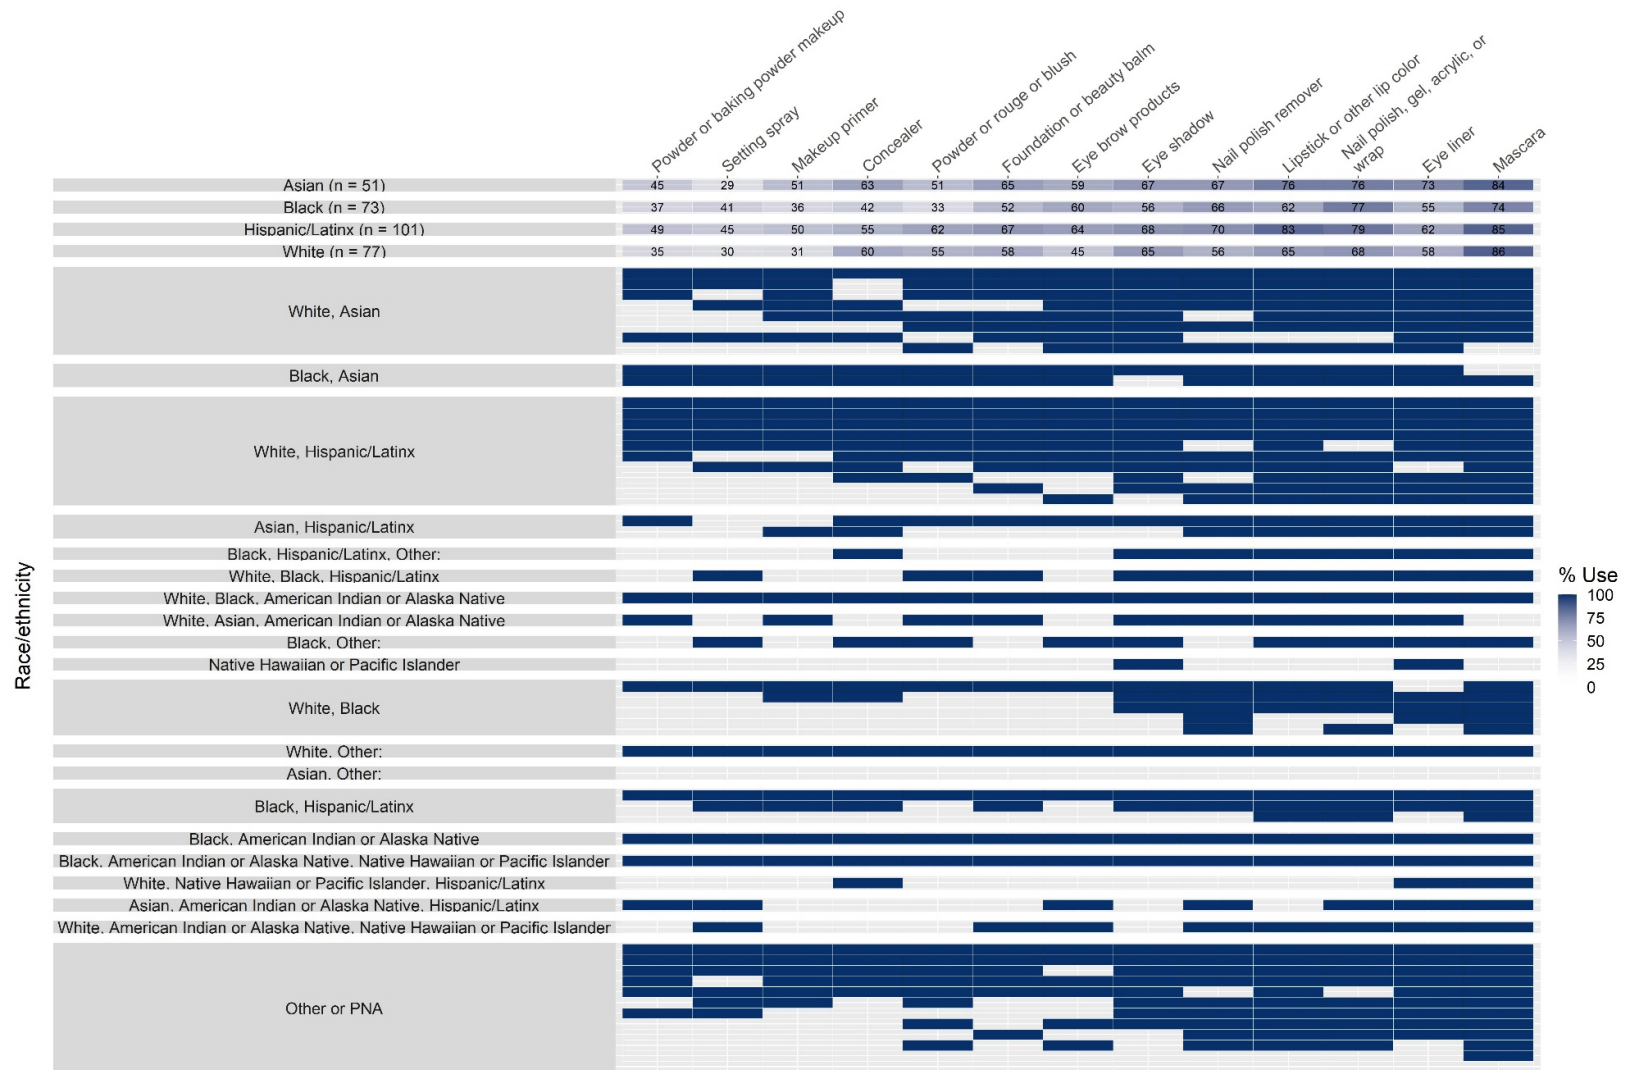 Powder or baking powder makeup
Setting spray
Makeup primer
Concealer
Powder or rouge or blush
Foundation or beauty balm
Eye brow products
Eye shadow
Nail polish remover
Lipstick or other lip color
Nail polish, gel, acrylic, or
wrap
Eye liner
Mascara
Asian (n = 51) 45 29 51 63 51 65 59 67 67 76 76 73 84
Black (n = 73) 37 41 36 42 33 52 60 56 66 62 77 55 74
Hispanic/Latinx (n = 101) 49 45 50 55 62 67 64 68 70 83 79 62 85
White (n = 77) 35 30 31 60 55 58 45 65 56 65 68 58 86
White, Asian
Black, Asian
White, Hispanic/Latinx
Asian, Hispanic/Latinx
Black, Hispanic/Latinx, Other:
White, Black, Hispanic/Latinx
White, Black, American Indian or Alaska Native
White, Asian, American Indian or Alaska Native
Black, Other:
Native Hawaiian or Pacific Islander
White, Black
White, Other:
Asian, Other:
Black, Hispanic/Latinx
Black, American Indian or Alaska Native
Black, American Indian or Alaska Native, Native Hawaiian or Pacific Islander
White, Native Hawaiian or Pacific Islander, Hispanic/Latinx
Asian, American Indian or Alaska Native, Hispanic/Latinx
White, American Indian or Alaska Native, Native Hawaiian or Pacific Islander
Other or PNA
Race/ethnicity
% Use
100
75
50
25
0